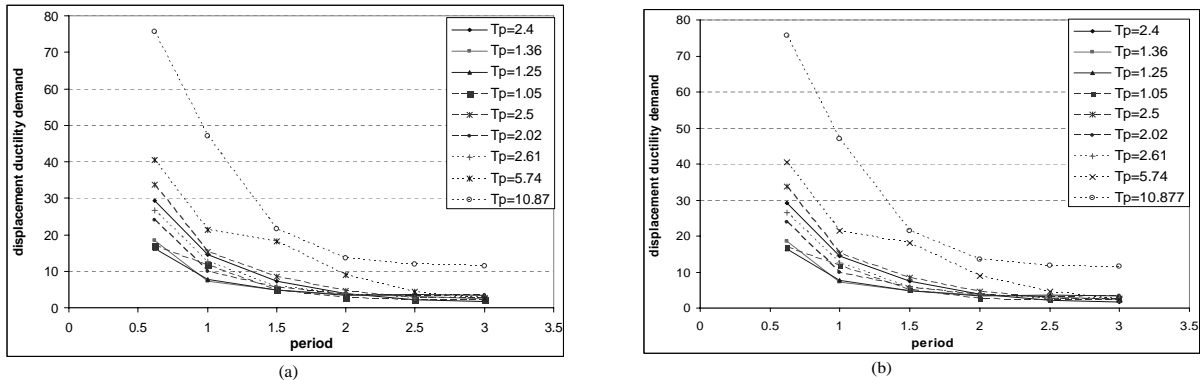 displacement ductility demand
80
70
60
50
40
30
20
10
0
0 0.5 1 1.5 2 2.5 3 3.5
period
Tp=2.4
Tp=1.36
Tp=1.25
Tp=1.05
Tp=2.5
Tp=2.02
Tp=2.61
Tp=5.74
Tp=10.87
(a)
displacement ductility demand
80
70
60
50
40
30
20
10
0
0 0.5 1 1.5 2 2.5 3 3.5
period
Tp=2.4
Tp=1.36
Tp=1.25
Tp=1.05
Tp=2.5
Tp=2.02
Tp=2.61
Tp=5.74
Tp=10.877
(b)